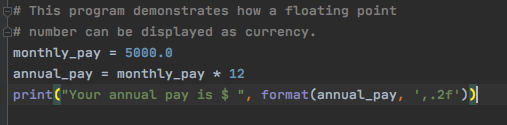 # This program demonstrates how a floating point
# number can be displayed as currency.
monthly_pay = 5000.0
annual_pay = monthly_pay * 12
print("Your annual pay is $ ", format(annual_pay, ',.2f'))